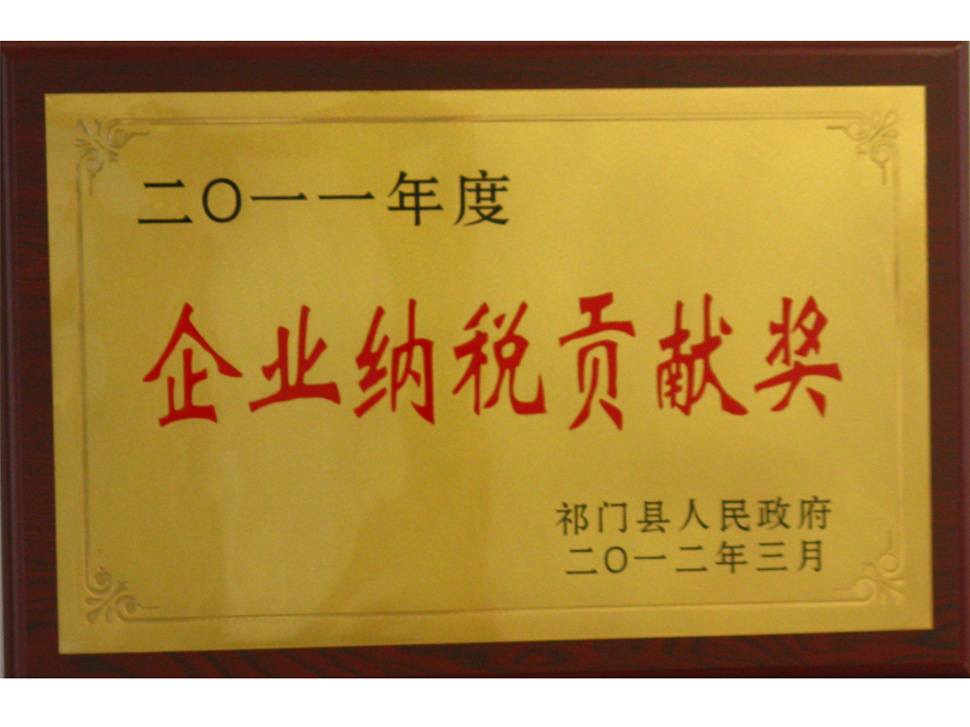 二〇一一年度
企业纳税贡献奖
祁门县人民政府
二〇一二年三月